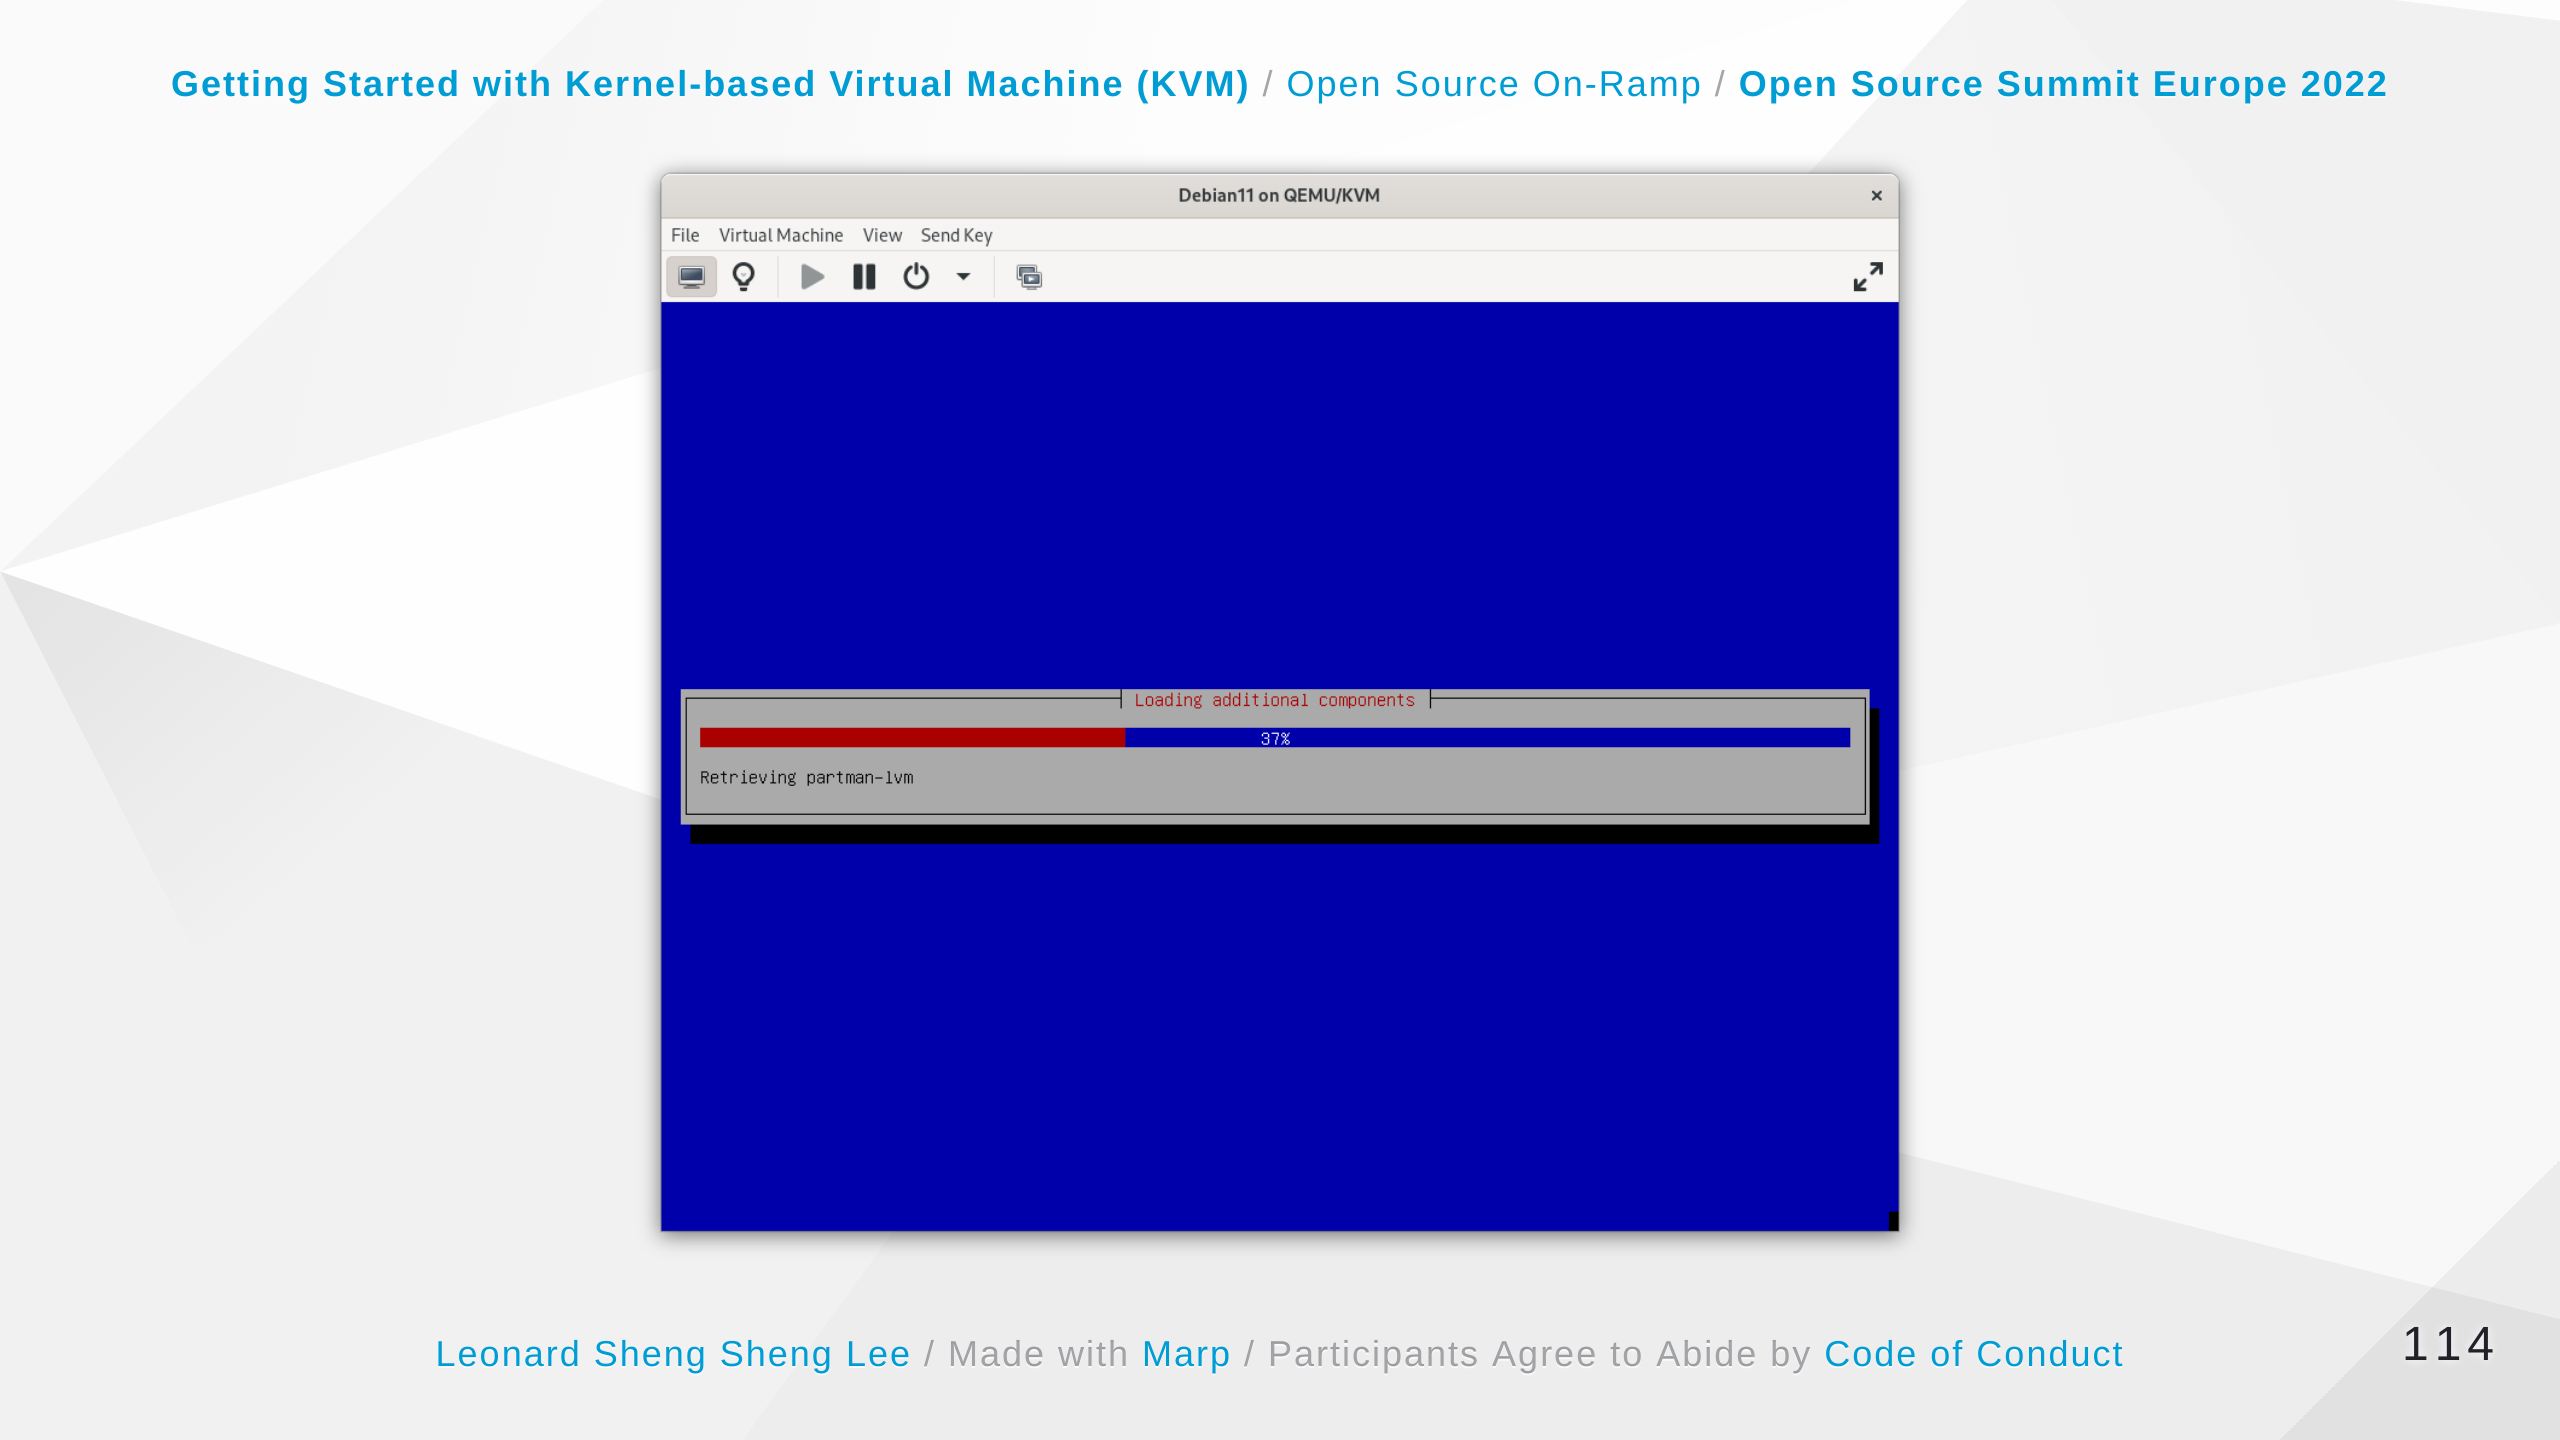 Getting Started with Kernel-based Virtual Machine (KVM) / Open Source On-Ramp / Open Source Summit Europe 2022
Debian11 on QEMU/KVM
File Virtual Machine View Send Key
Loading additional components
37%
Retrieving partman-lvm
Leonard Sheng Sheng Lee / Made with Marp / Participants Agree to Abide by Code of Conduct
114